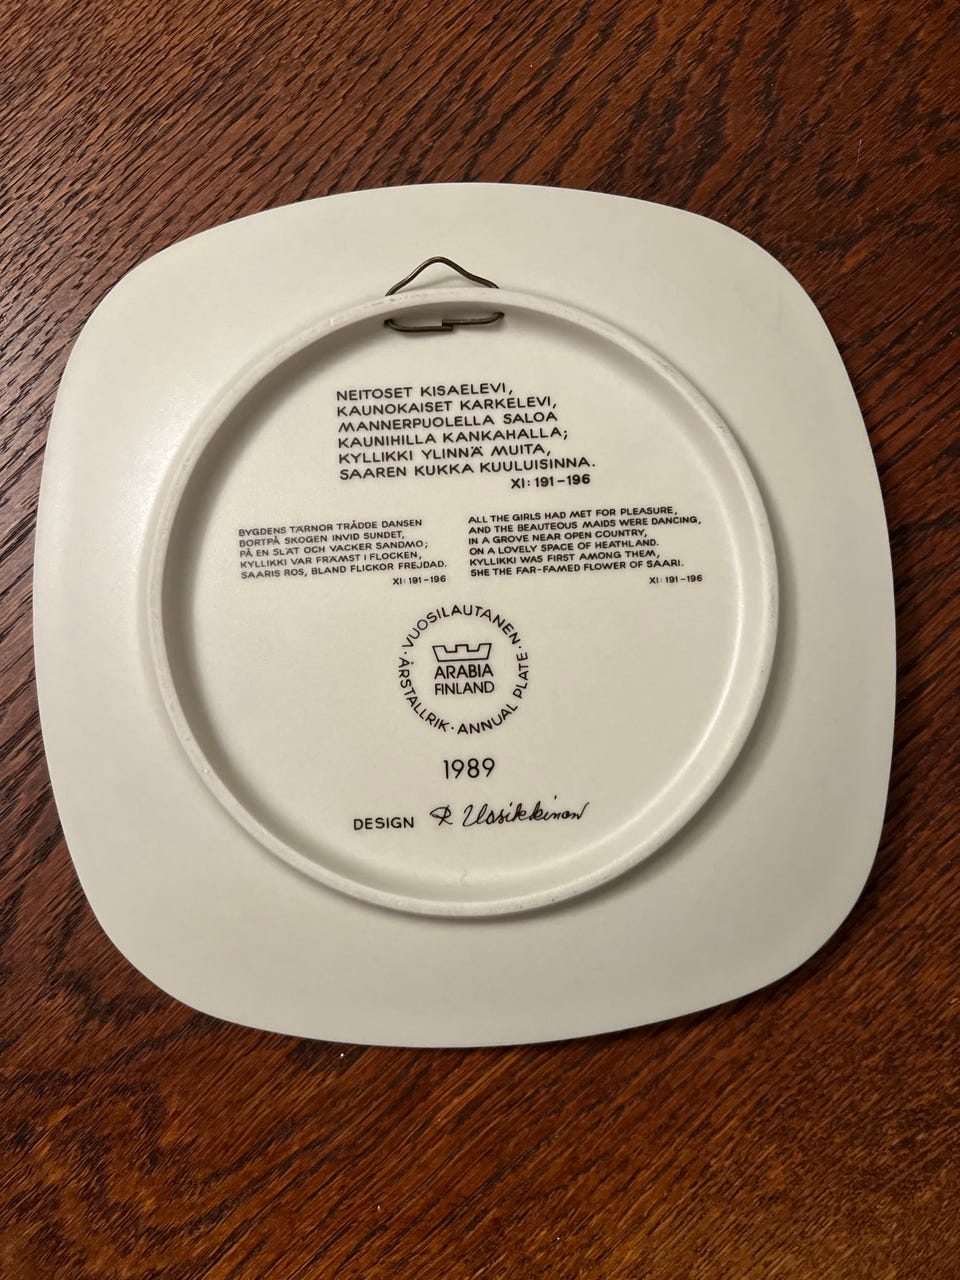 NEITOSET KISAELEVI,
KAUNOKAISET KARKELEVI,
MANNERPUOLELLA SALOA
KAUNIHILLA KANKAHALLA;
KYLLIKKI YLINNÄ MUITA,
SAAREN KUKKA KUULUISINNA.
XI: 191-196
BYGDENS TÄRNOR TRÅDDE DANSEN
BORTPÅ SKOGEN INVID SUNDET,
PÅ EN SLÄT OCH VACKER SANDMO;
KYLLIKKI VAR FRÄMST I FLOCKEN,
SAARIS ROS, BLAND FLICKOR FREJDAD.
XI: 191-196
ALL THE GIRLS HAD MET FOR PLEASURE,
AND THE BEAUTEOUS MAIDS WERE DANCING,
IN A GROVE NEAR OPEN COUNTRY,
ON A LOVELY SPACE OF HEATHLAND.
KYLLIKKI WAS FIRST AMONG THEM,
SHE THE FAR-FAMED FLOWER OF SAARI.
XI: 191-196
VUOSILAUTANEN · ANNUAL PLATE · ÅRSTALLRIK ·
ARABIA
FINLAND
1989
DESIGN R Uosikkinen